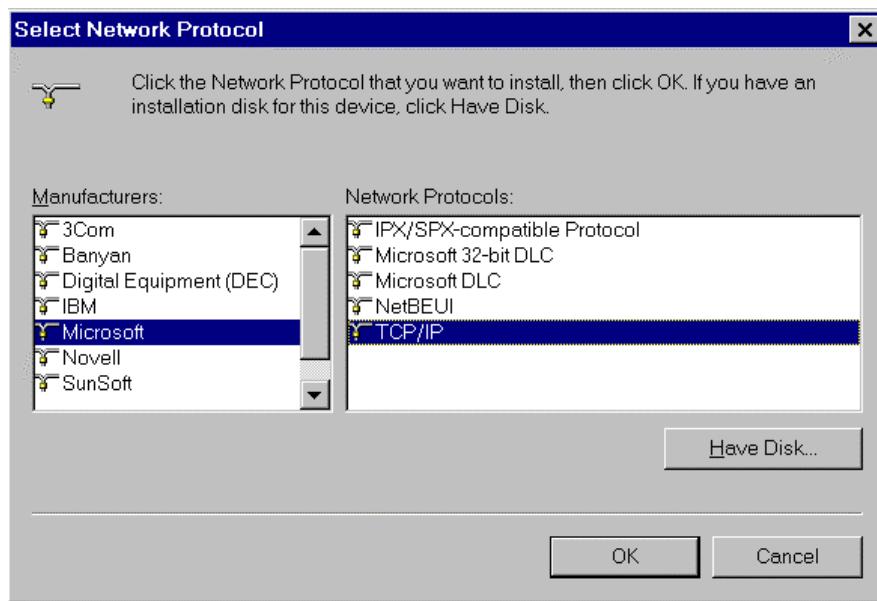 Select Network Protocol
Click the Network Protocol that you want to install, then click OK. If you have an
installation disk for this device, click Have Disk.
Manufacturers:
3Com
Banyan
Digital Equipment (DEC)
IBM
Microsoft
Novell
SunSoft
Network Protocols:
IPX/SPX-compatible Protocol
Microsoft 32-bit DLC
Microsoft DLC
NetBEUI
TCP/IP
Have Disk...
OK
Cancel